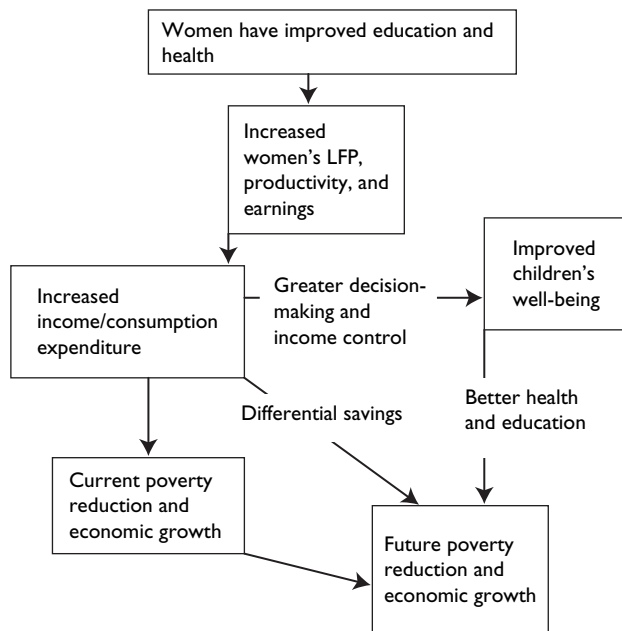 Women have improved education and
health
Increased
women's LFP,
productivity, and
earnings
Increased
income/consumption
expenditure
Greater decision-
making and
income control
Improved
children's
well-being
Differential savings
Better health
and education
Current poverty
reduction and
economic growth
Future poverty
reduction and
economic growth